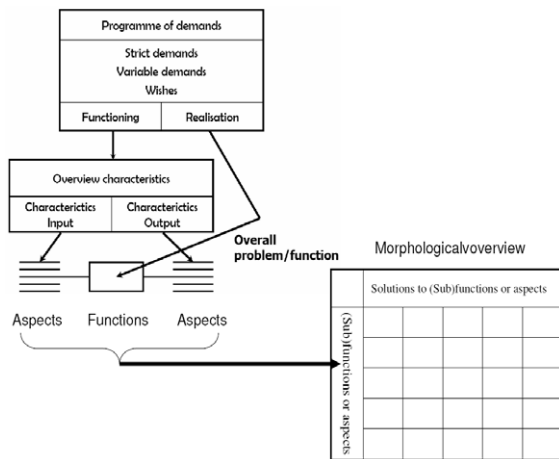 Programme of demands
Strict demands
Variable demands
Wishes
Functioning
Realisation
Overview characteristics
Characterictics
Input
Characterictics
Output
Overall
problem/function
Aspects
Functions
Aspects
Morphologicalvoverview
Solutions to (Sub)functions or aspects
(Sub)functions or aspects